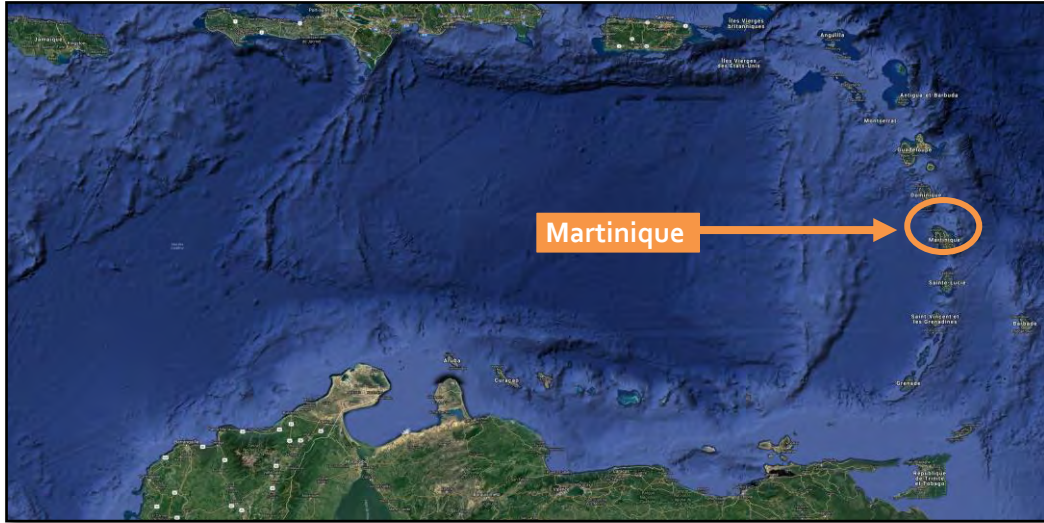 Jamaïque
Îles Vierges
britanniques
Îles Vierges
des États-Unis
Anguilla
Antigua-et-Barbuda
Montserrat
Guadeloupe
Dominique
Martinique
Martinique
Sainte-Lucie
Saint-Vincent-et-
les Grenadines
Barbade
Grenade
Aruba
Curaçao
République
de Trinité
et Tobago